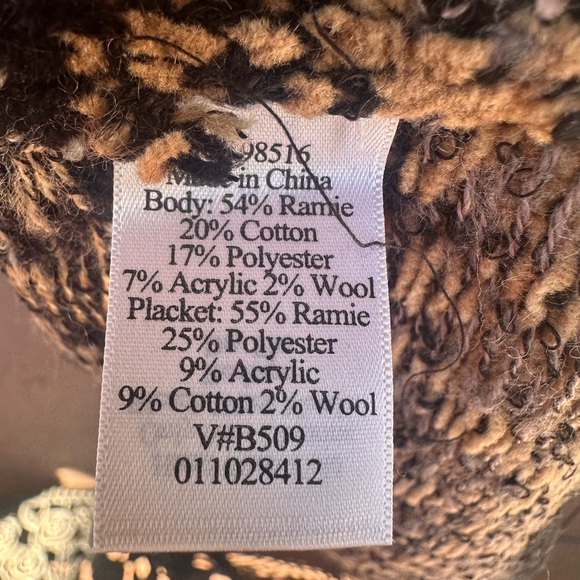 98516
Made in China
Body: 54% Ramie
20% Cotton
17% Polyester
7% Acrylic 2% Wool
Placket: 55% Ramie
25% Polyester
9% Acrylic
9% Cotton 2% Wool
V#B509
011028412